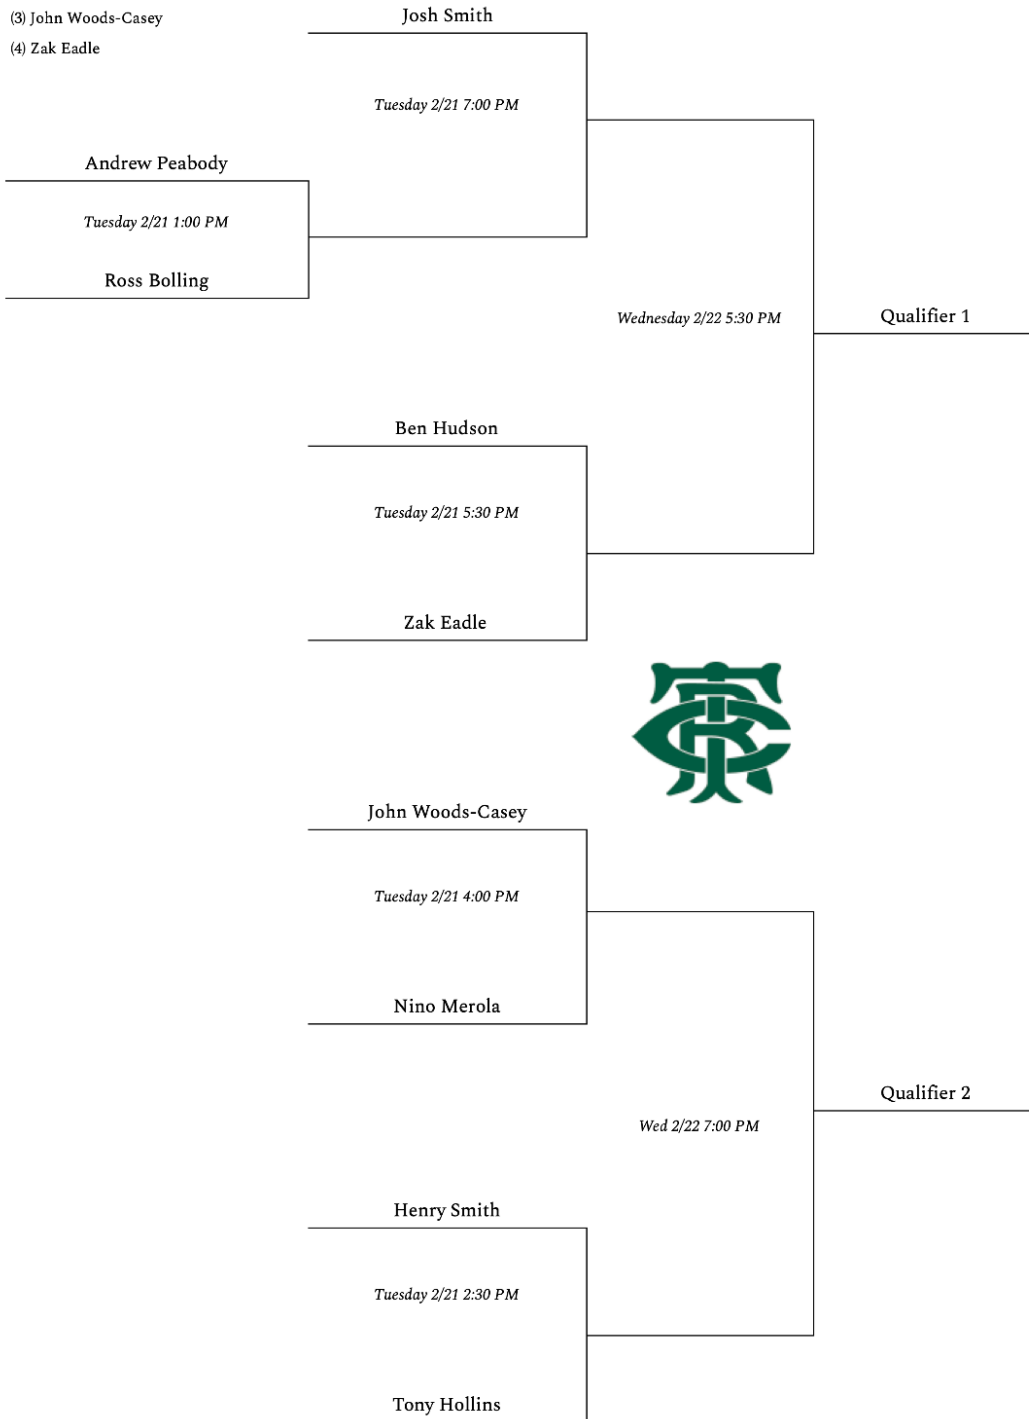 (3) John Woods-Casey
(4) Zak Eadle
Josh Smith
Tuesday 2/21 7:00 PM
Andrew Peabody
Tuesday 2/21 1:00 PM
Ross Bolling
Wednesday 2/22 5:30 PM
Qualifier 1
Ben Hudson
Tuesday 2/21 5:30 PM
Zak Eadle
John Woods-Casey
Tuesday 2/21 4:00 PM
Nino Merola
Qualifier 2
Wed 2/22 7:00 PM
Henry Smith
Tuesday 2/21 2:30 PM
Tony Hollins